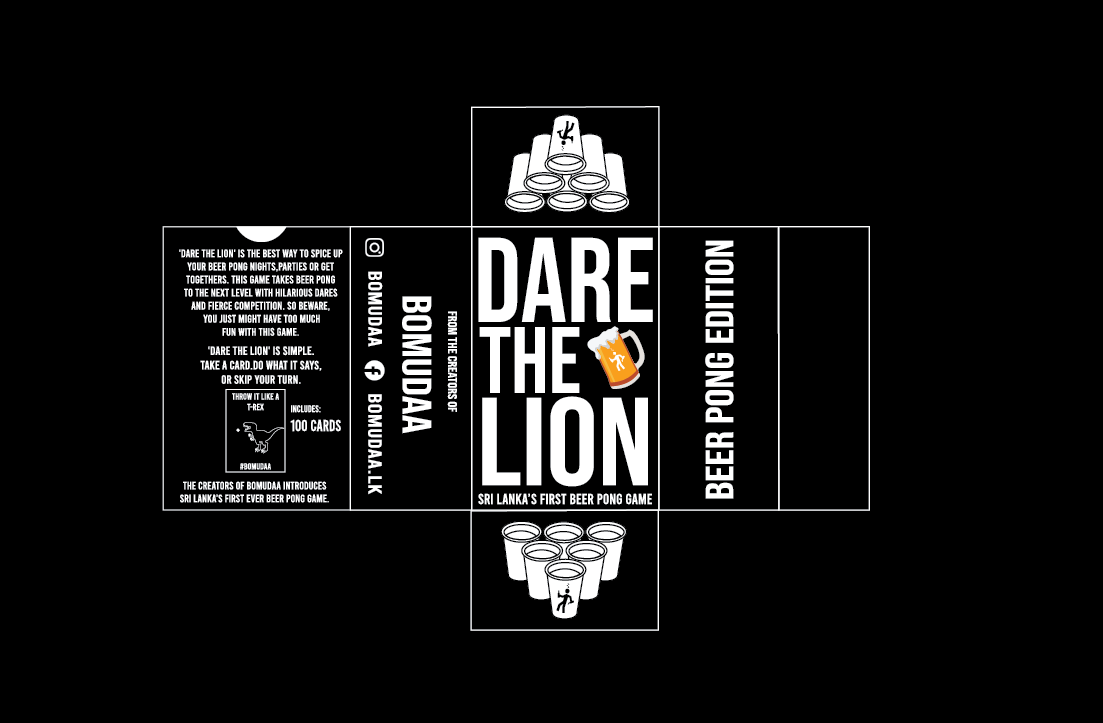 'DARE THE LION' IS THE BEST WAY TO SPICE UP
YOUR BEER PONG NIGHTS,PARTIES OR GET
TOGETHERS. THIS GAME TAKES BEER PONG
TO THE NEXT LEVEL WITH HILARIOUS DARES
AND FIERCE COMPETITION. SO BEWARE,
YOU JUST MIGHT HAVE TOO MUCH
FUN WITH THIS GAME.
'DARE THE LION' IS SIMPLE.
TAKE A CARD.DO WHAT IT SAYS,
OR SKIP YOUR TURN.
THROW IT LIKE A
T-REX
#BOMUDAA
INCLUDES:
100 CARDS
THE CREATORS OF BOMUDAA INTRODUCES
SRI LANKA'S FIRST EVER BEER PONG GAME.
FROM THE CREATORS OF
BOMUDAA
BOMUDAA
BOMUDAA.LK
DARE
THE
LION
SRI LANKA'S FIRST BEER PONG GAME
BEER PONG EDITION